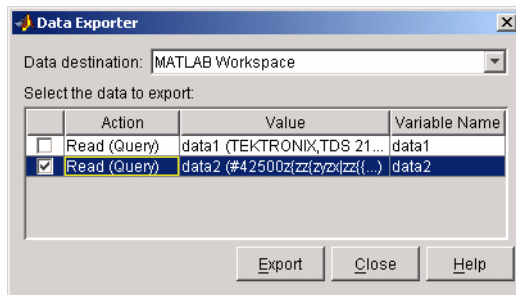 Data Exporter
Data destination: MATLAB Workspace
Select the data to export:
Action Value Variable Name
Read (Query) data1 (TEKTRONIX,TDS 21... data1
Read (Query) data2 (#42500z{zz{zyzx|zz{{...) data2
Export Close Help